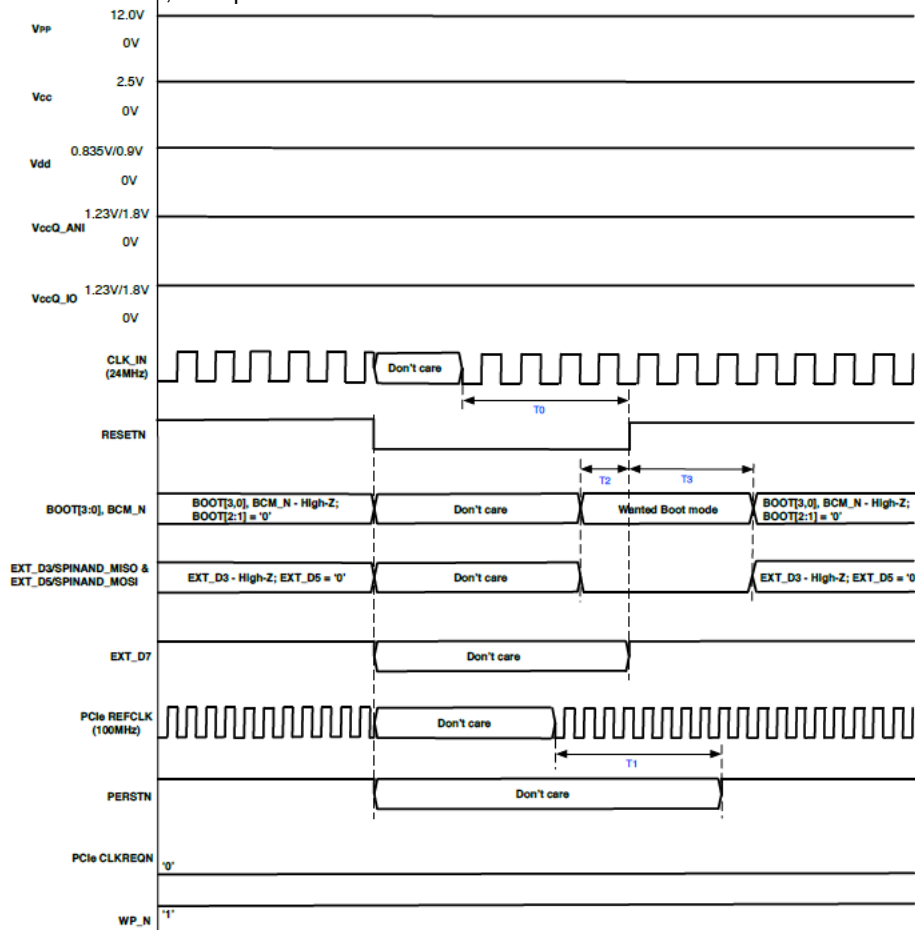 12.0V
VPP
0V
2.5V
Vcc
0V
0.835V/0.9V
Vdd
0V
1.23V/1.8V
VccQ_ANI
0V
1.23V/1.8V
VccQ_IO
0V
CLK_IN
(24MHz)
Don't care
T0
RESETN
T2
T3
BOOT[3:0], BCM_N
BOOT[3,0], BCM_N - High-Z;
BOOT[2:1] = '0'
Don't care
Wanted Boot mode
BOOT[3,0], BCM_N - High-Z;
BOOT[2:1] = '0'
EXT_D3/SPINAND_MISO &
EXT_D5/SPINAND_MOSI
EXT_D3 - High-Z; EXT_D5 = '0'
Don't care
EXT_D3 - High-Z; EXT_D5 = '0
EXT_D7
Don't care
PCIe REFCLK
(100MHz)
Don't care
T1
PERSTN
Don't care
PCIe CLKREQN
'0'
WP_N
'1'